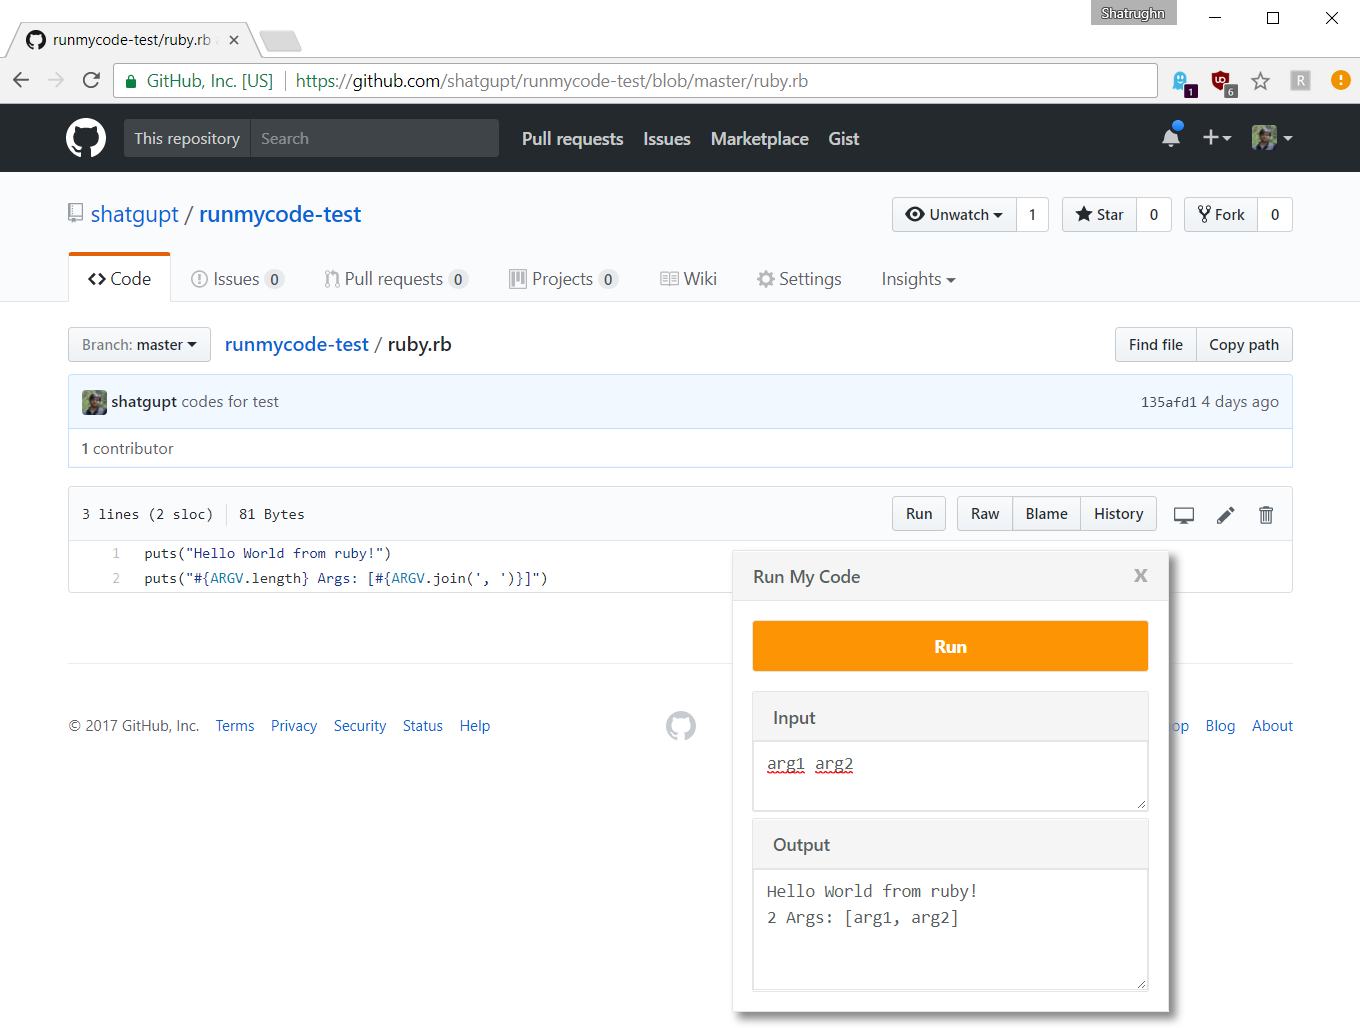 Shatrughn
runmycode-test/ruby.rb
GitHub, Inc. [US] https://github.com/shatgupt/runmycode-test/blob/master/ruby.rb 1 6 R
This repository Search Pull requests Issues Marketplace Gist
shatgupt / runmycode-test Unwatch 1 Star 0 Fork 0
Code Issues 0 Pull requests 0 Projects 0 Wiki Settings Insights
Branch: master runmycode-test / ruby.rb Find file Copy path
shatgupt codes for test 135afd1 4 days ago
1 contributor
3 lines (2 sloc) 81 Bytes Run Raw Blame History
1 puts("Hello World from ruby!")
2 puts("#{ARGV.length} Args: [#{ARGV.join(', ')}]")
Run My Code X
Run
Input
arg1 arg2
Output
Hello World from ruby!
2 Args: [arg1, arg2]
© 2017 GitHub, Inc. Terms Privacy Security Status Help op Blog About